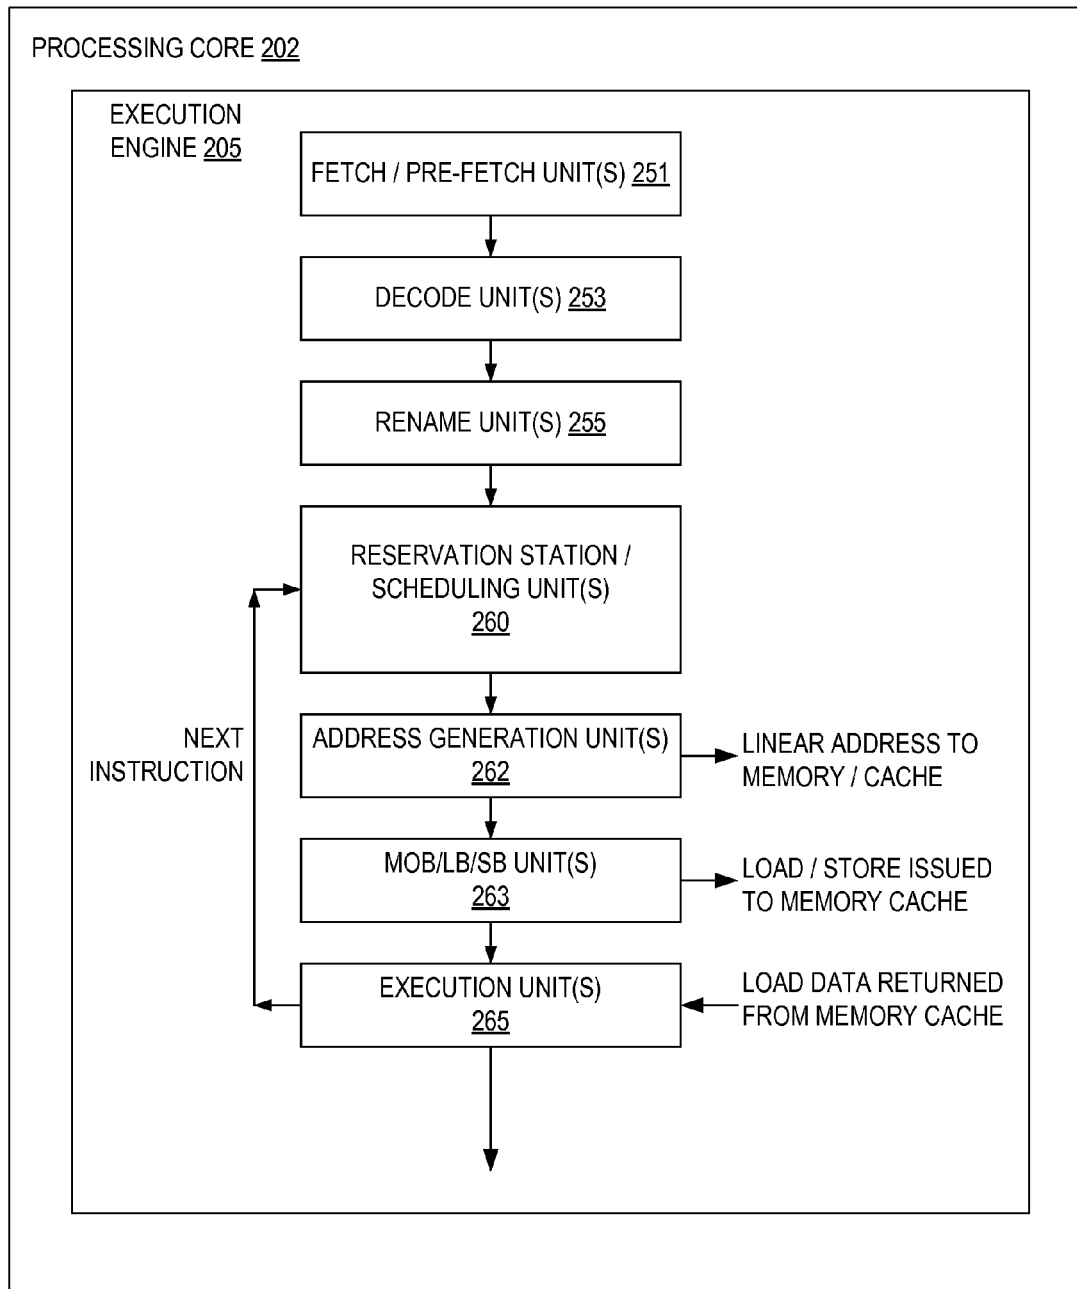 PROCESSING CORE 202
EXECUTION
ENGINE 205
FETCH / PRE-FETCH UNIT(S) 251
DECODE UNIT(S) 253
RENAME UNIT(S) 255
RESERVATION STATION /
SCHEDULING UNIT(S)
260
NEXT
INSTRUCTION
ADDRESS GENERATION UNIT(S)
262
LINEAR ADDRESS TO
MEMORY / CACHE
MOB/LB/SB UNIT(S)
263
LOAD / STORE ISSUED
TO MEMORY CACHE
EXECUTION UNIT(S)
265
LOAD DATA RETURNED
FROM MEMORY CACHE